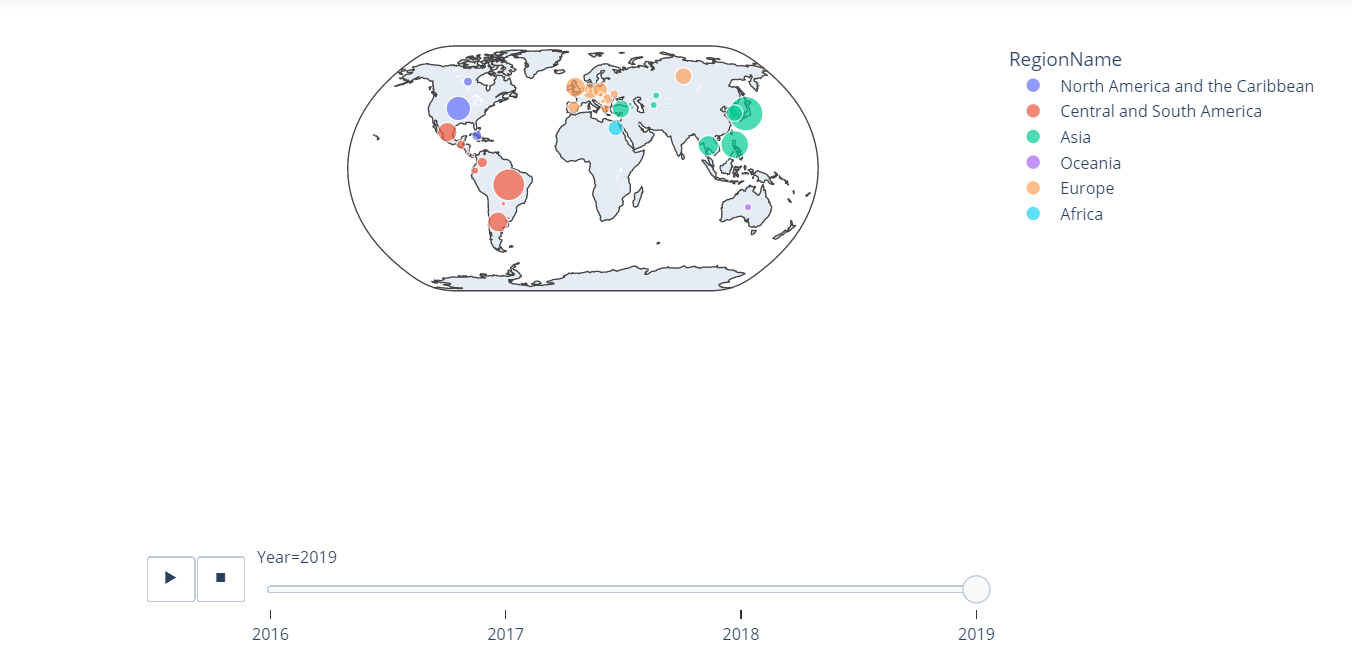 RegionName
North America and the Caribbean
Central and South America
Asia
Oceania
Europe
Africa
Year=2019
2016 2017 2018 2019